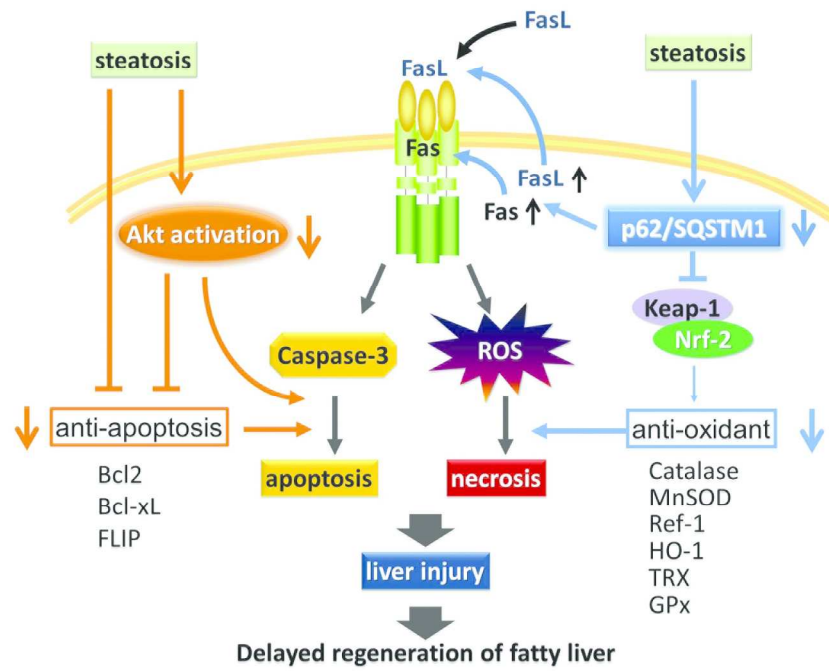 FasL
steatosis
FasL
steatosis
Fas
FasL ↑
Fas ↑
Akt activation
p62/SQSTM1
Keap-1
Nrf-2
Caspase-3
ROS
anti-apoptosis
anti-oxidant
Bcl2
Bcl-xL
FLIP
apoptosis
necrosis
Catalase
MnSOD
Ref-1
HO-1
TRX
GPx
liver injury
Delayed regeneration of fatty liver